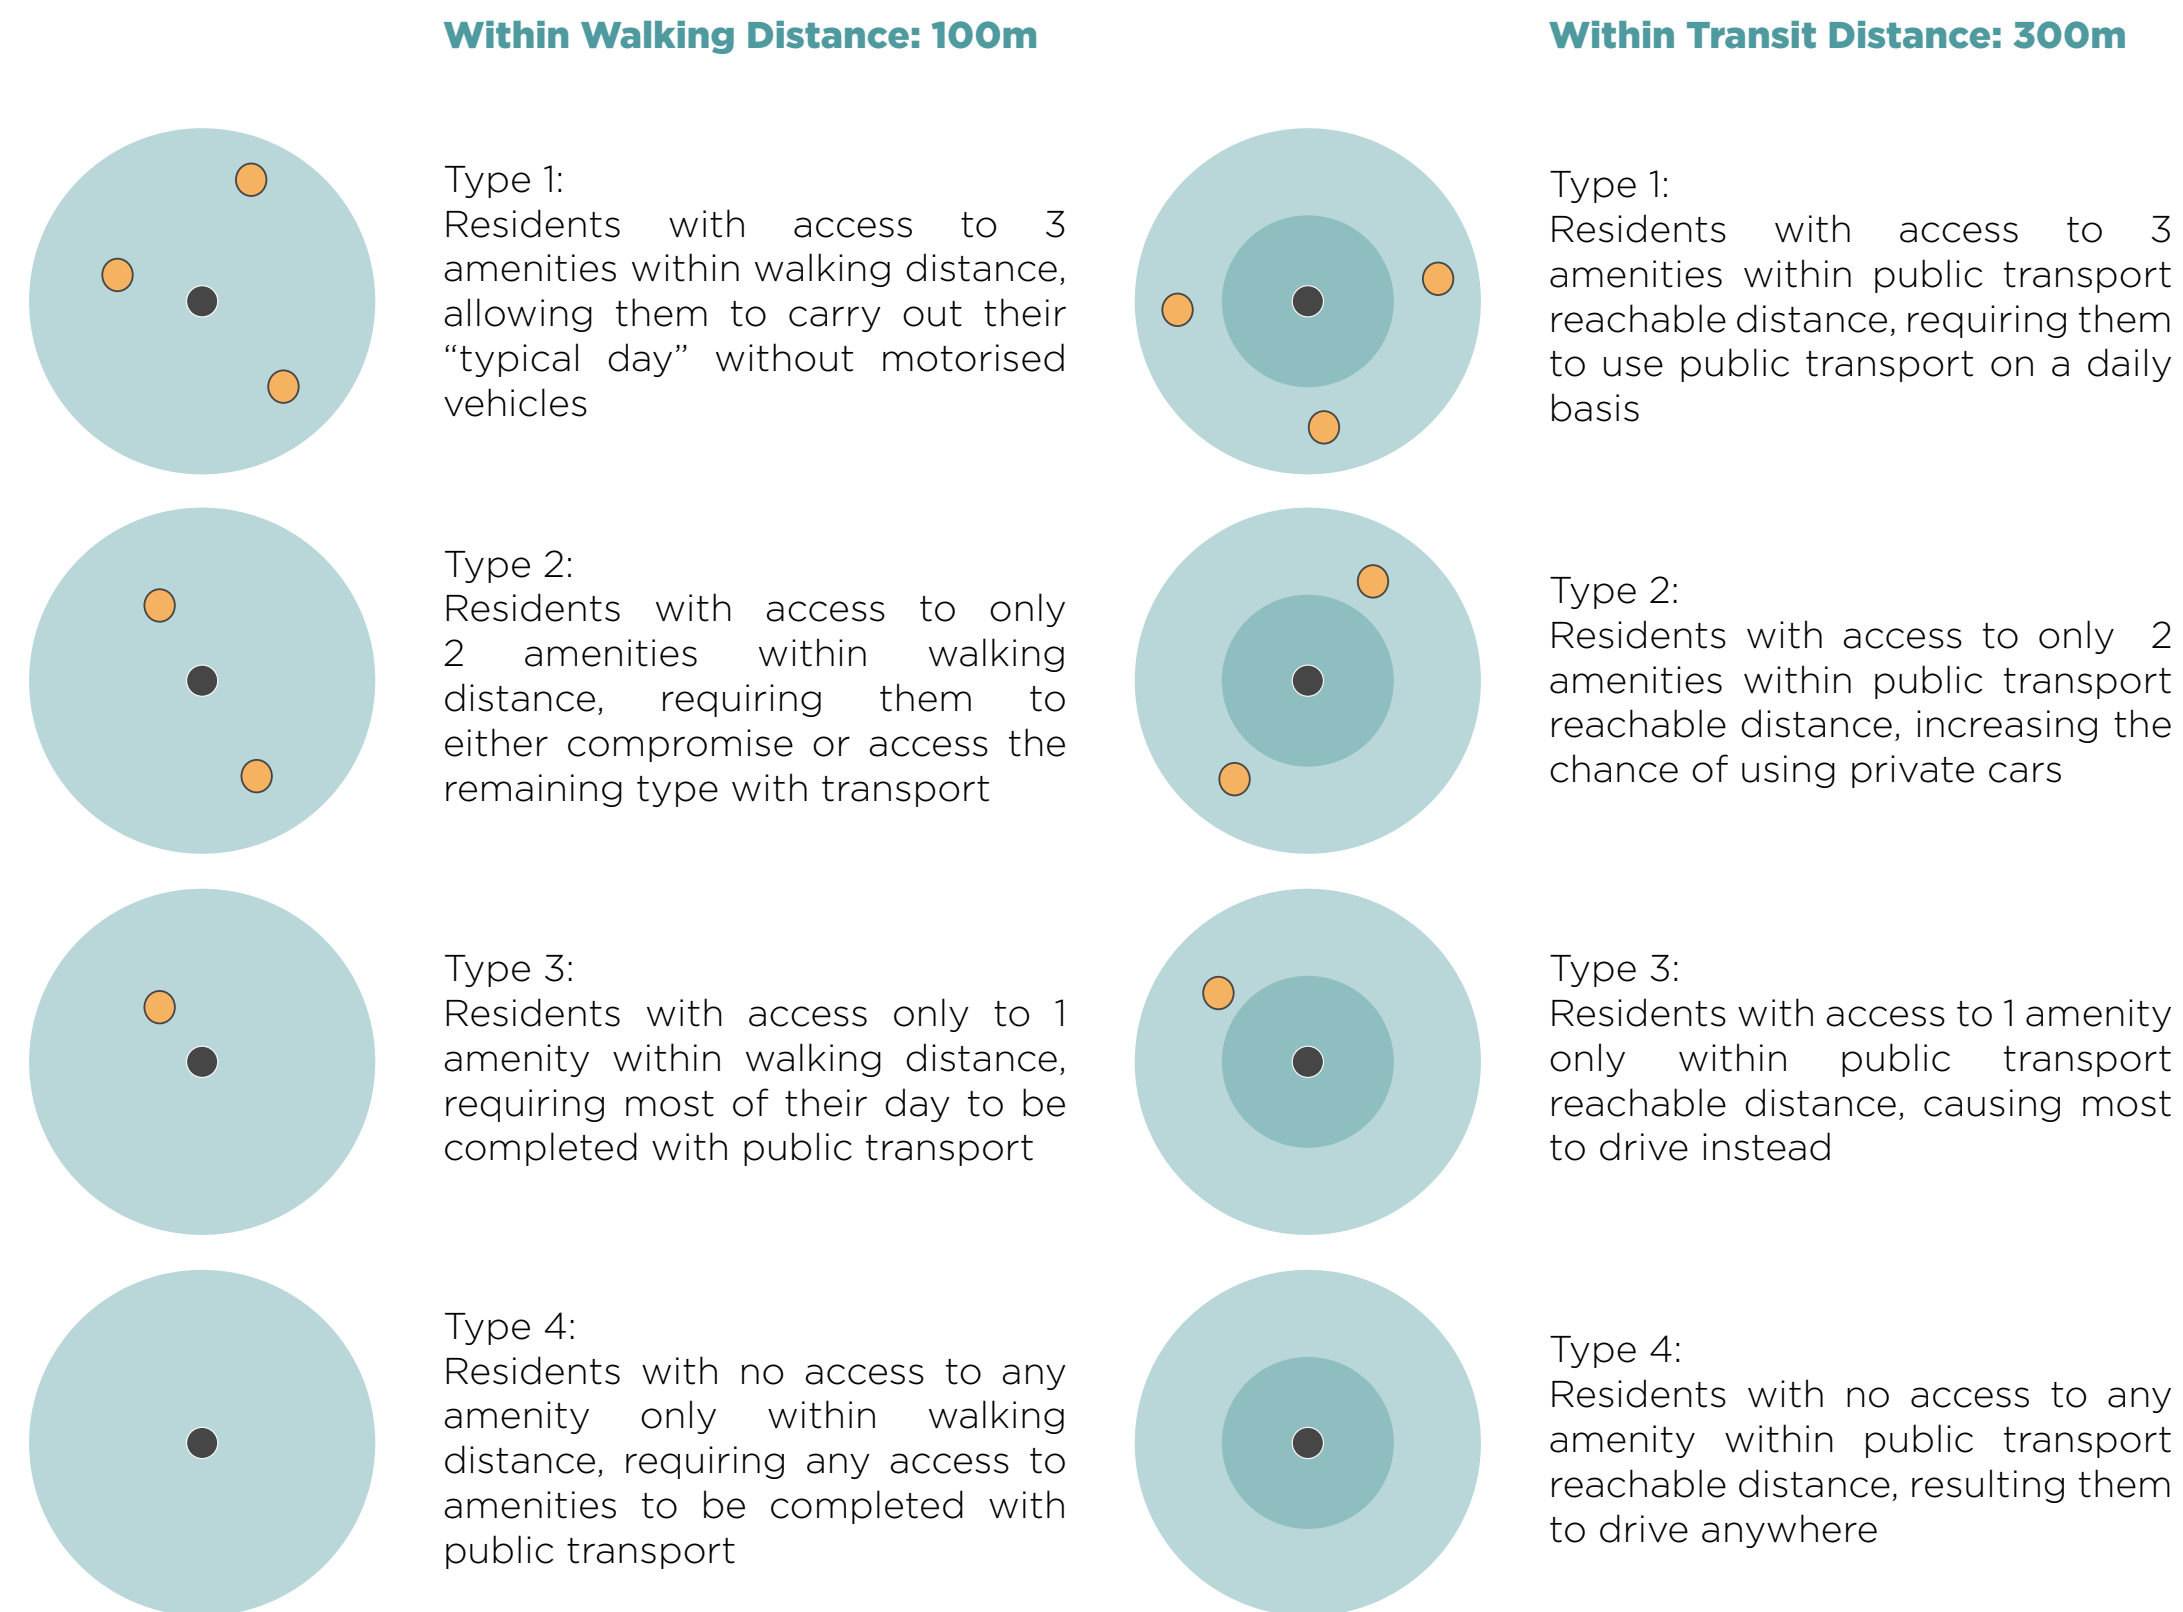 Within Walking Distance: 100m
Type 1:
Residents with access to 3
amenities within walking distance,
allowing them to carry out their
“typical day” without motorised
vehicles
Type 2:
Residents with access to only
2 amenities within walking
distance, requiring them to
either compromise or access the
remaining type with transport
Type 3:
Residents with access only to 1
amenity within walking distance,
requiring most of their day to be
completed with public transport
Type 4:
Residents with no access to any
amenity only within walking
distance, requiring any access to
amenities to be completed with
public transport
Within Transit Distance: 300m
Type 1:
Residents with access to 3
amenities within public transport
reachable distance, requiring them
to use public transport on a daily
basis
Type 2:
Residents with access to only 2
amenities within public transport
reachable distance, increasing the
chance of using private cars
Type 3:
Residents with access to 1 amenity
only within public transport
reachable distance, causing most
to drive instead
Type 4:
Residents with no access to any
amenity within public transport
reachable distance, resulting them
to drive anywhere